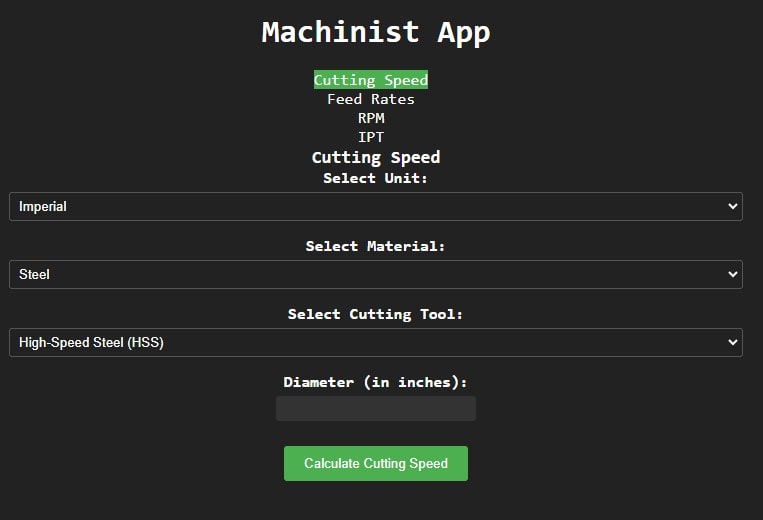 Machinist App
Cutting Speed
Feed Rates
RPM
IPT
Cutting Speed
Select Unit:
Imperial
Select Material:
Steel
Select Cutting Tool:
High-Speed Steel (HSS)
Diameter (in inches):
Calculate Cutting Speed